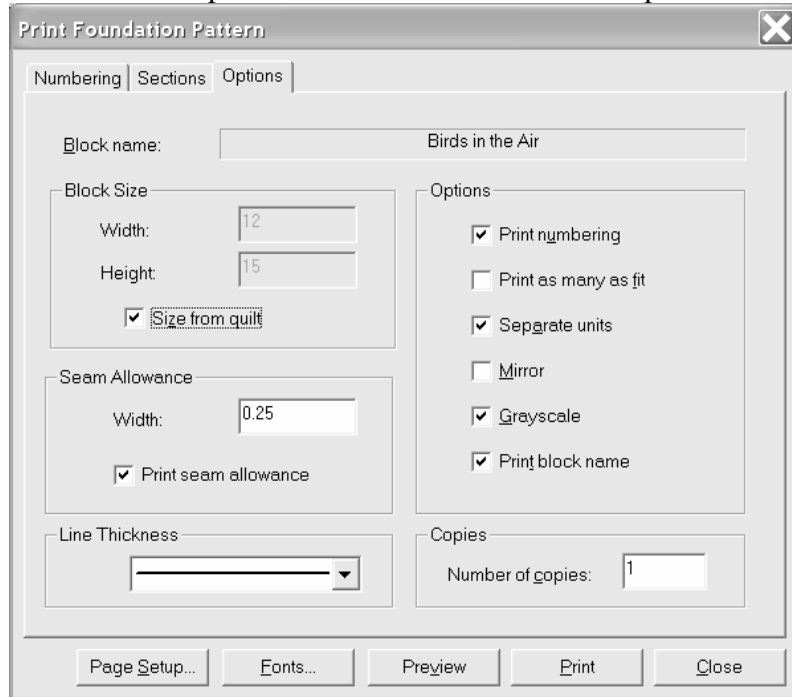 Print Foundation Pattern
Numbering Sections Options
Block name: Birds in the Air
Block Size
Width: 12
Height: 15
Size from quilt
Seam Allowance
Width: 0.25
Print seam allowance
Line Thickness
Options
Print numbering
Print as many as fit
Separate units
Mirror
Grayscale
Print block name
Copies
Number of copies: 1
Page Setup... Fonts... Preview Print Close